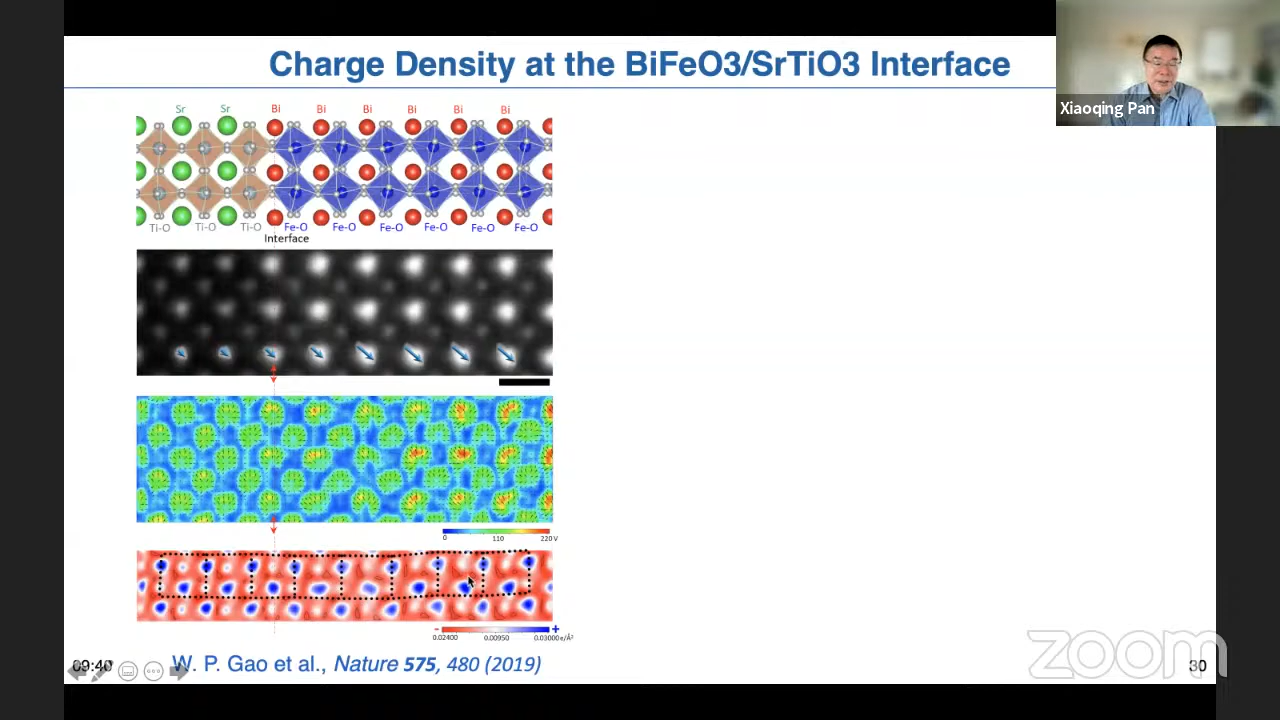 Charge Density at the BiFeO3/SrTiO3 Interface
Xiaoqing Pan
Sr Sr Bi Bi Bi Bi Bi Bi
Ti-O Ti-O Ti-O Fe-O Fe-O Fe-O Fe-O Fe-O Fe-O
Interface
0 110 220 V
- +
0.02400 0.00950 0.03000 e/Å²
W. P. Gao et al., Nature 575, 480 (2019)
09:40
30
zoom